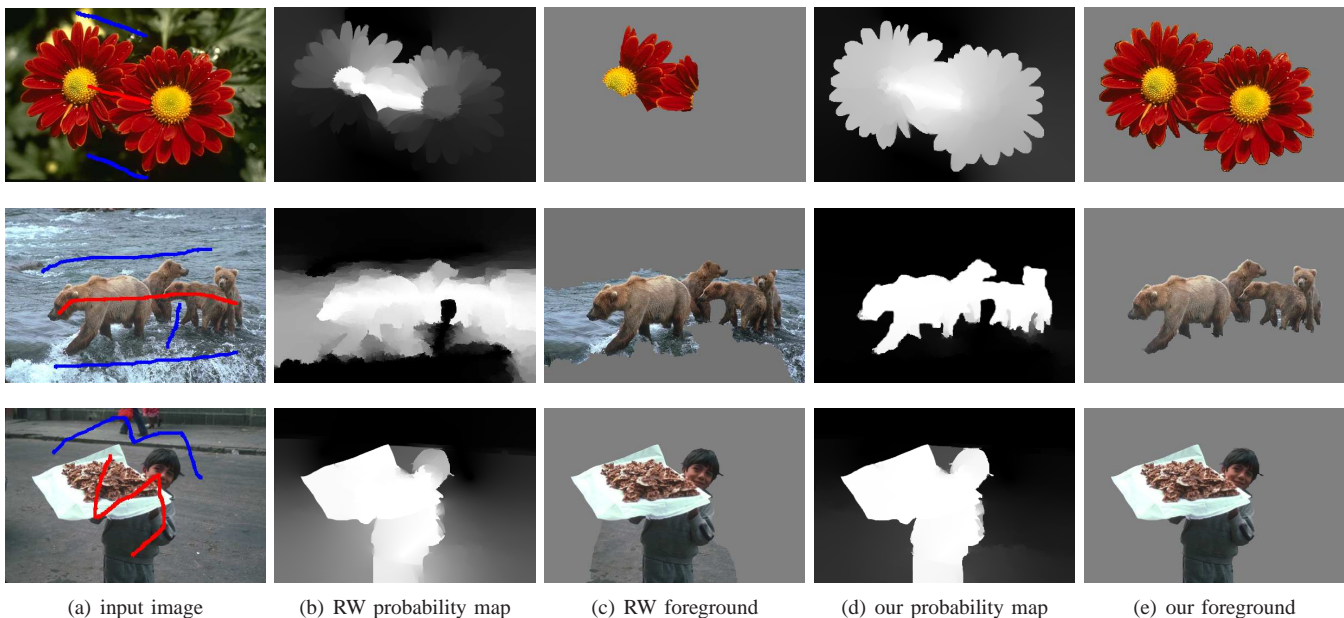 (a) input image
(b) RW probability map
(c) RW foreground
(d) our probability map
(e) our foreground